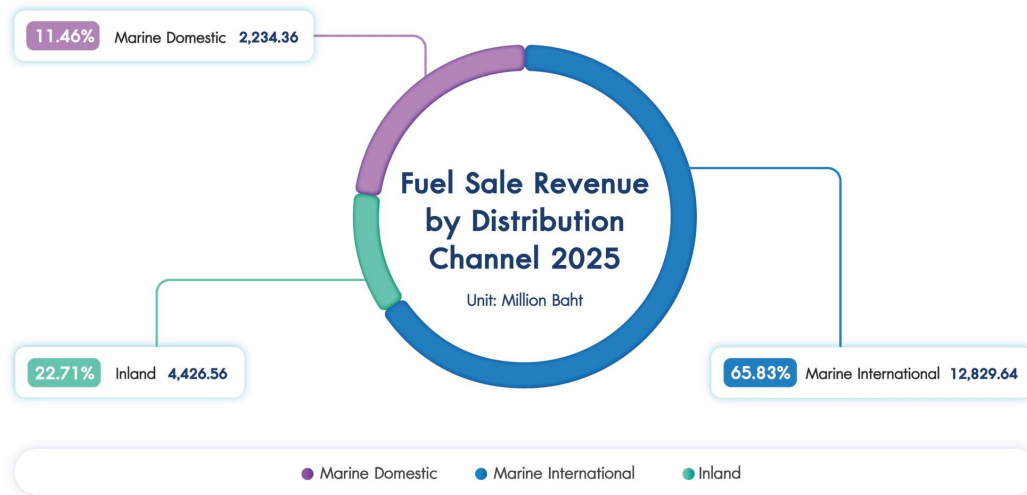 11.46% Marine Domestic 2,234.36
Fuel Sale Revenue
by Distribution
Channel 2025
Unit: Million Baht
22.71% Inland 4,426.56
65.83% Marine International 12,829.64
Marine Domestic Marine International Inland